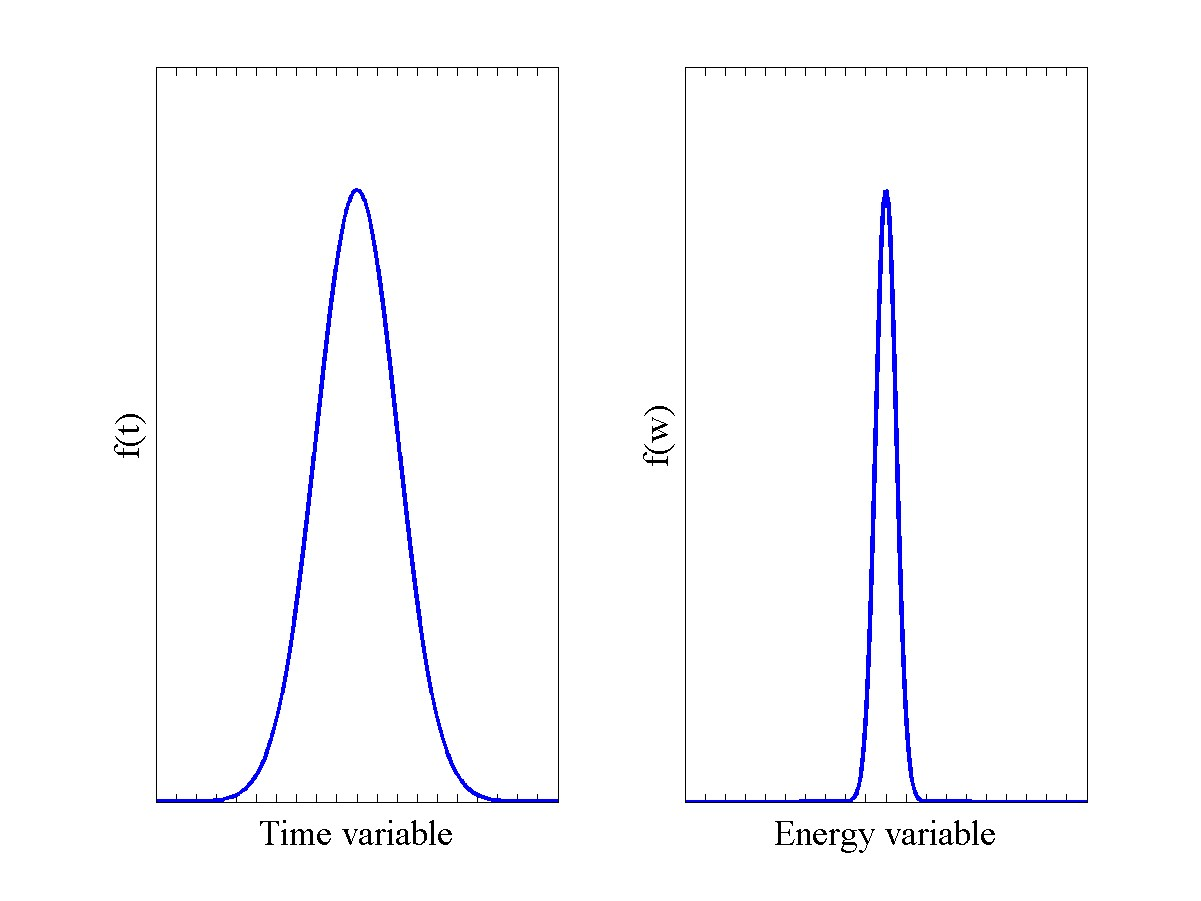 f(t)
Time variable
f(w)
Energy variable